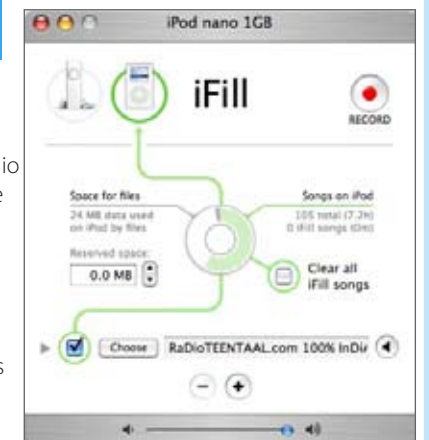 iPod nano 1GB
iFill
RECORD
io
e
Space for files
24 MB data used
on iPod by files
Reserved space:
0.0 MB
Songs on iPod
105 total (7.2h)
0 iFill songs (0m)
Clear all
iFill songs
Choose RaDioTEENTAAL.com 100% InDi
s